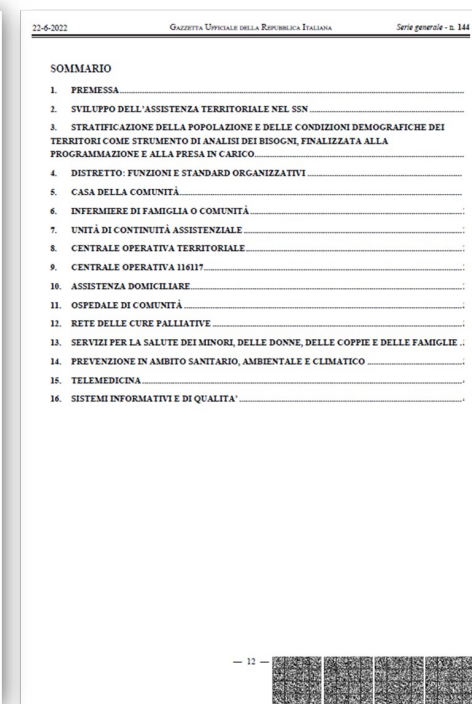 22-6-2022 GAZZETTA UFFICIALE DELLA REPUBBLICA ITALIANA Serie generale - n. 144
SOMMARIO
1. PREMESSA
2. SVILUPPO DELL'ASSISTENZA TERRITORIALE NEL SSN
3. STRATIFICAZIONE DELLA POPOLAZIONE E DELLE CONDIZIONI DEMOGRAFICHE DEI
TERRITORI COME STRUMENTO DI ANALISI DEI BISOGNI, FINALIZZATA ALLA
PROGRAMMAZIONE E ALLA PRESA IN CARICO
4. DISTRETTO: FUNZIONI E STANDARD ORGANIZZATIVI
5. CASA DELLA COMUNITÀ
6. INFERMIERE DI FAMIGLIA O COMUNITÀ
7. UNITÀ DI CONTINUITÀ ASSISTENZIALE
8. CENTRALE OPERATIVA TERRITORIALE
9. CENTRALE OPERATIVA 116117
10. ASSISTENZA DOMICILIARE
11. OSPEDALE DI COMUNITÀ
12. RETE DELLE CURE PALLIATIVE
13. SERVIZI PER LA SALUTE DEI MINORI, DELLE DONNE, DELLE COPPIE E DELLE FAMIGLIE
14. PREVENZIONE IN AMBITO SANITARIO, AMBIENTALE E CLIMATICO
15. TELEMEDICINA
16. SISTEMI INFORMATIVI E DI QUALITA'
— 12 —